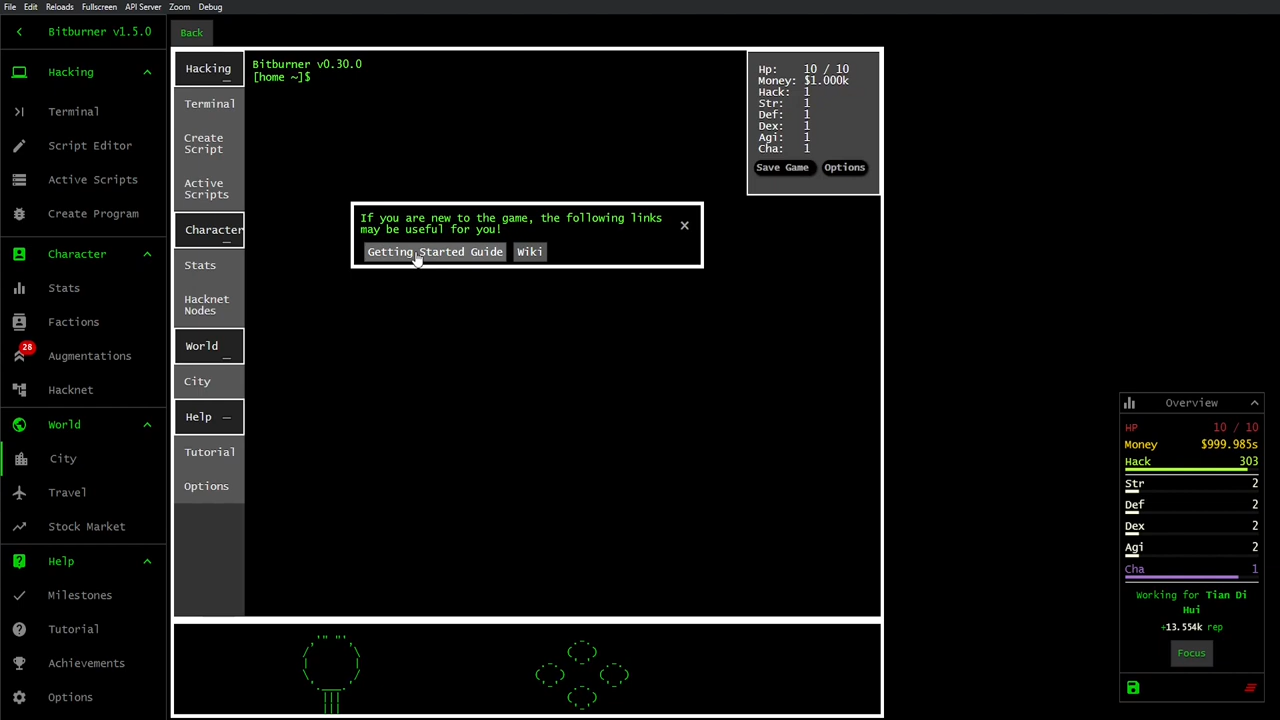 File Edit Reloads Fullscreen API Server Zoom Debug
Bitburner v1.5.0
Hacking
Terminal
Script Editor
Active Scripts
Create Program
Character
Stats
Factions
28
Augmentations
Hacknet
World
City
Travel
Stock Market
Help
Milestones
Tutorial
Achievements
Options
Back
Hacking
Terminal
Create
Script
Active
Scripts
Character
Stats
Hacknet
Nodes
World
City
Help
Tutorial
Options
Bitburner v0.30.0
[home ~]$
If you are new to the game, the following links
may be useful for you!
Getting Started Guide Wiki
Hp: 10 / 10
Money: $1.000k
Hack: 1
Str: 1
Def: 1
Dex: 1
Agi: 1
Cha: 1
Save Game Options
Overview
HP 10 / 10
Money $999.985s
Hack 303
Str 2
Def 2
Dex 2
Agi 2
Cha 1
Working for Tian Di
Hui
+13.554k rep
Focus